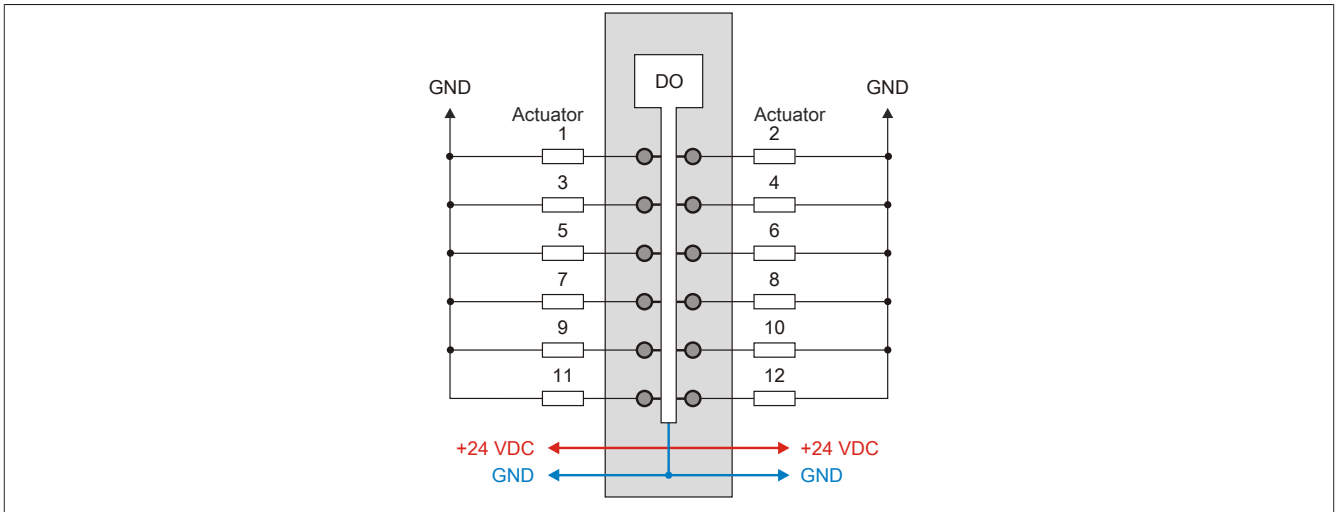 DO
GND GND
Actuator Actuator
1 2
3 4
5 6
7 8
9 10
11 12
+24 VDC +24 VDC
GND GND